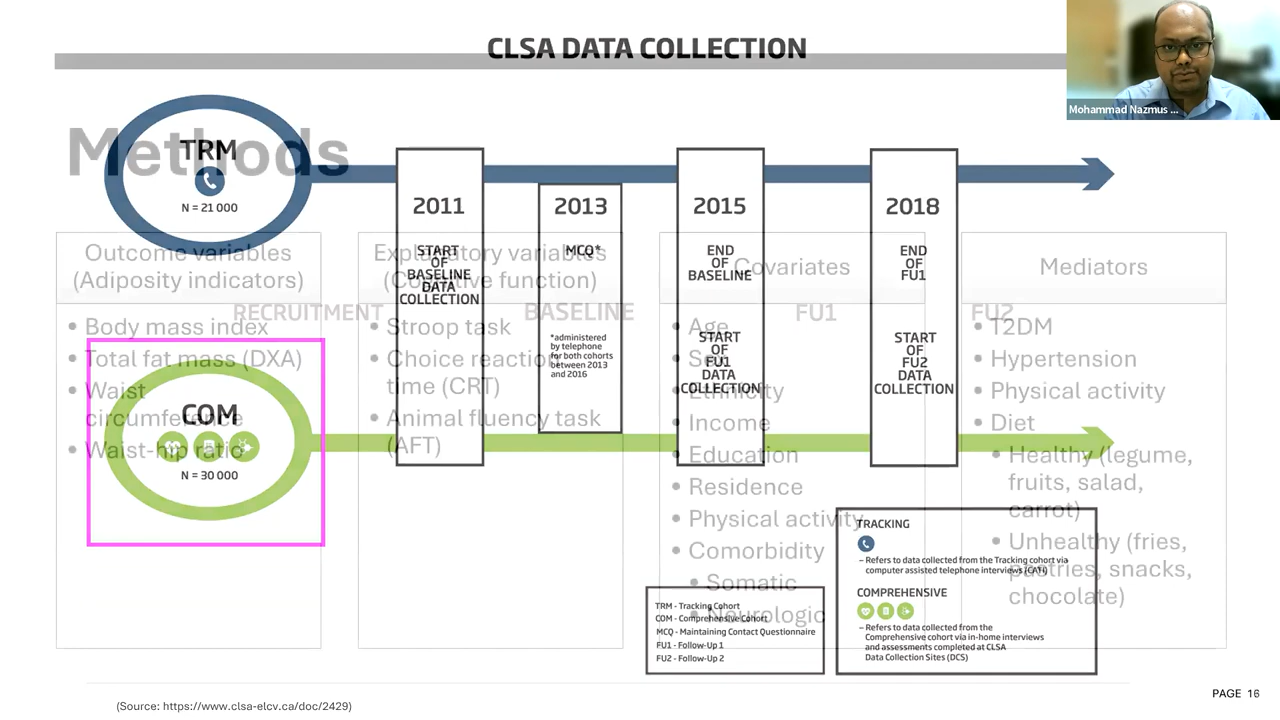 CLSA DATA COLLECTION
Mohammad Nazmus ...
Methods
TRM
N = 21 000
2011
START
OF
BASELINE
DATA
COLLECTION
2013
MCQ*
*administered
by telephone
for both cohorts
between 2013
and 2016
2015
END
OF
BASELINE
START
OF
FU1
DATA
COLLECTION
2018
END
OF
FU1
START
OF
FU2
DATA
COLLECTION
RECRUITMENT
BASELINE
FU1
FU2
COM
N = 30 000
Outcome variables
(Adiposity indicators)
• Body mass index
• Total fat mass (DXA)
• Waist
circumference
• Waist-hip ratio
Explanatory variables
(Cognitive function)
• Stroop task
• Choice reaction
time (CRT)
• Animal fluency task
(AFT)
Covariates
• Age
• Sex
• Ethnicity
• Income
• Education
• Residence
• Physical activity
• Comorbidity
• Somatic
• Neurologic
Mediators
• T2DM
• Hypertension
• Physical activity
• Diet
• Healthy (legume,
fruits, salad,
carrot)
• Unhealthy (fries,
pastries, snacks,
chocolate)
TRM - Tracking Cohort
COM - Comprehensive Cohort
MCQ - Maintaining Contact Questionnaire
FU1 - Follow-Up 1
FU2 - Follow-Up 2
TRACKING
– Refers to data collected from the Tracking cohort via
computer assisted telephone interviews (CATI)
COMPREHENSIVE
– Refers to data collected from the
Comprehensive cohort via in-home interviews
and assessments completed at CLSA
Data Collection Sites (DCS)
(Source: https://www.clsa-elcv.ca/doc/2429)
PAGE 16